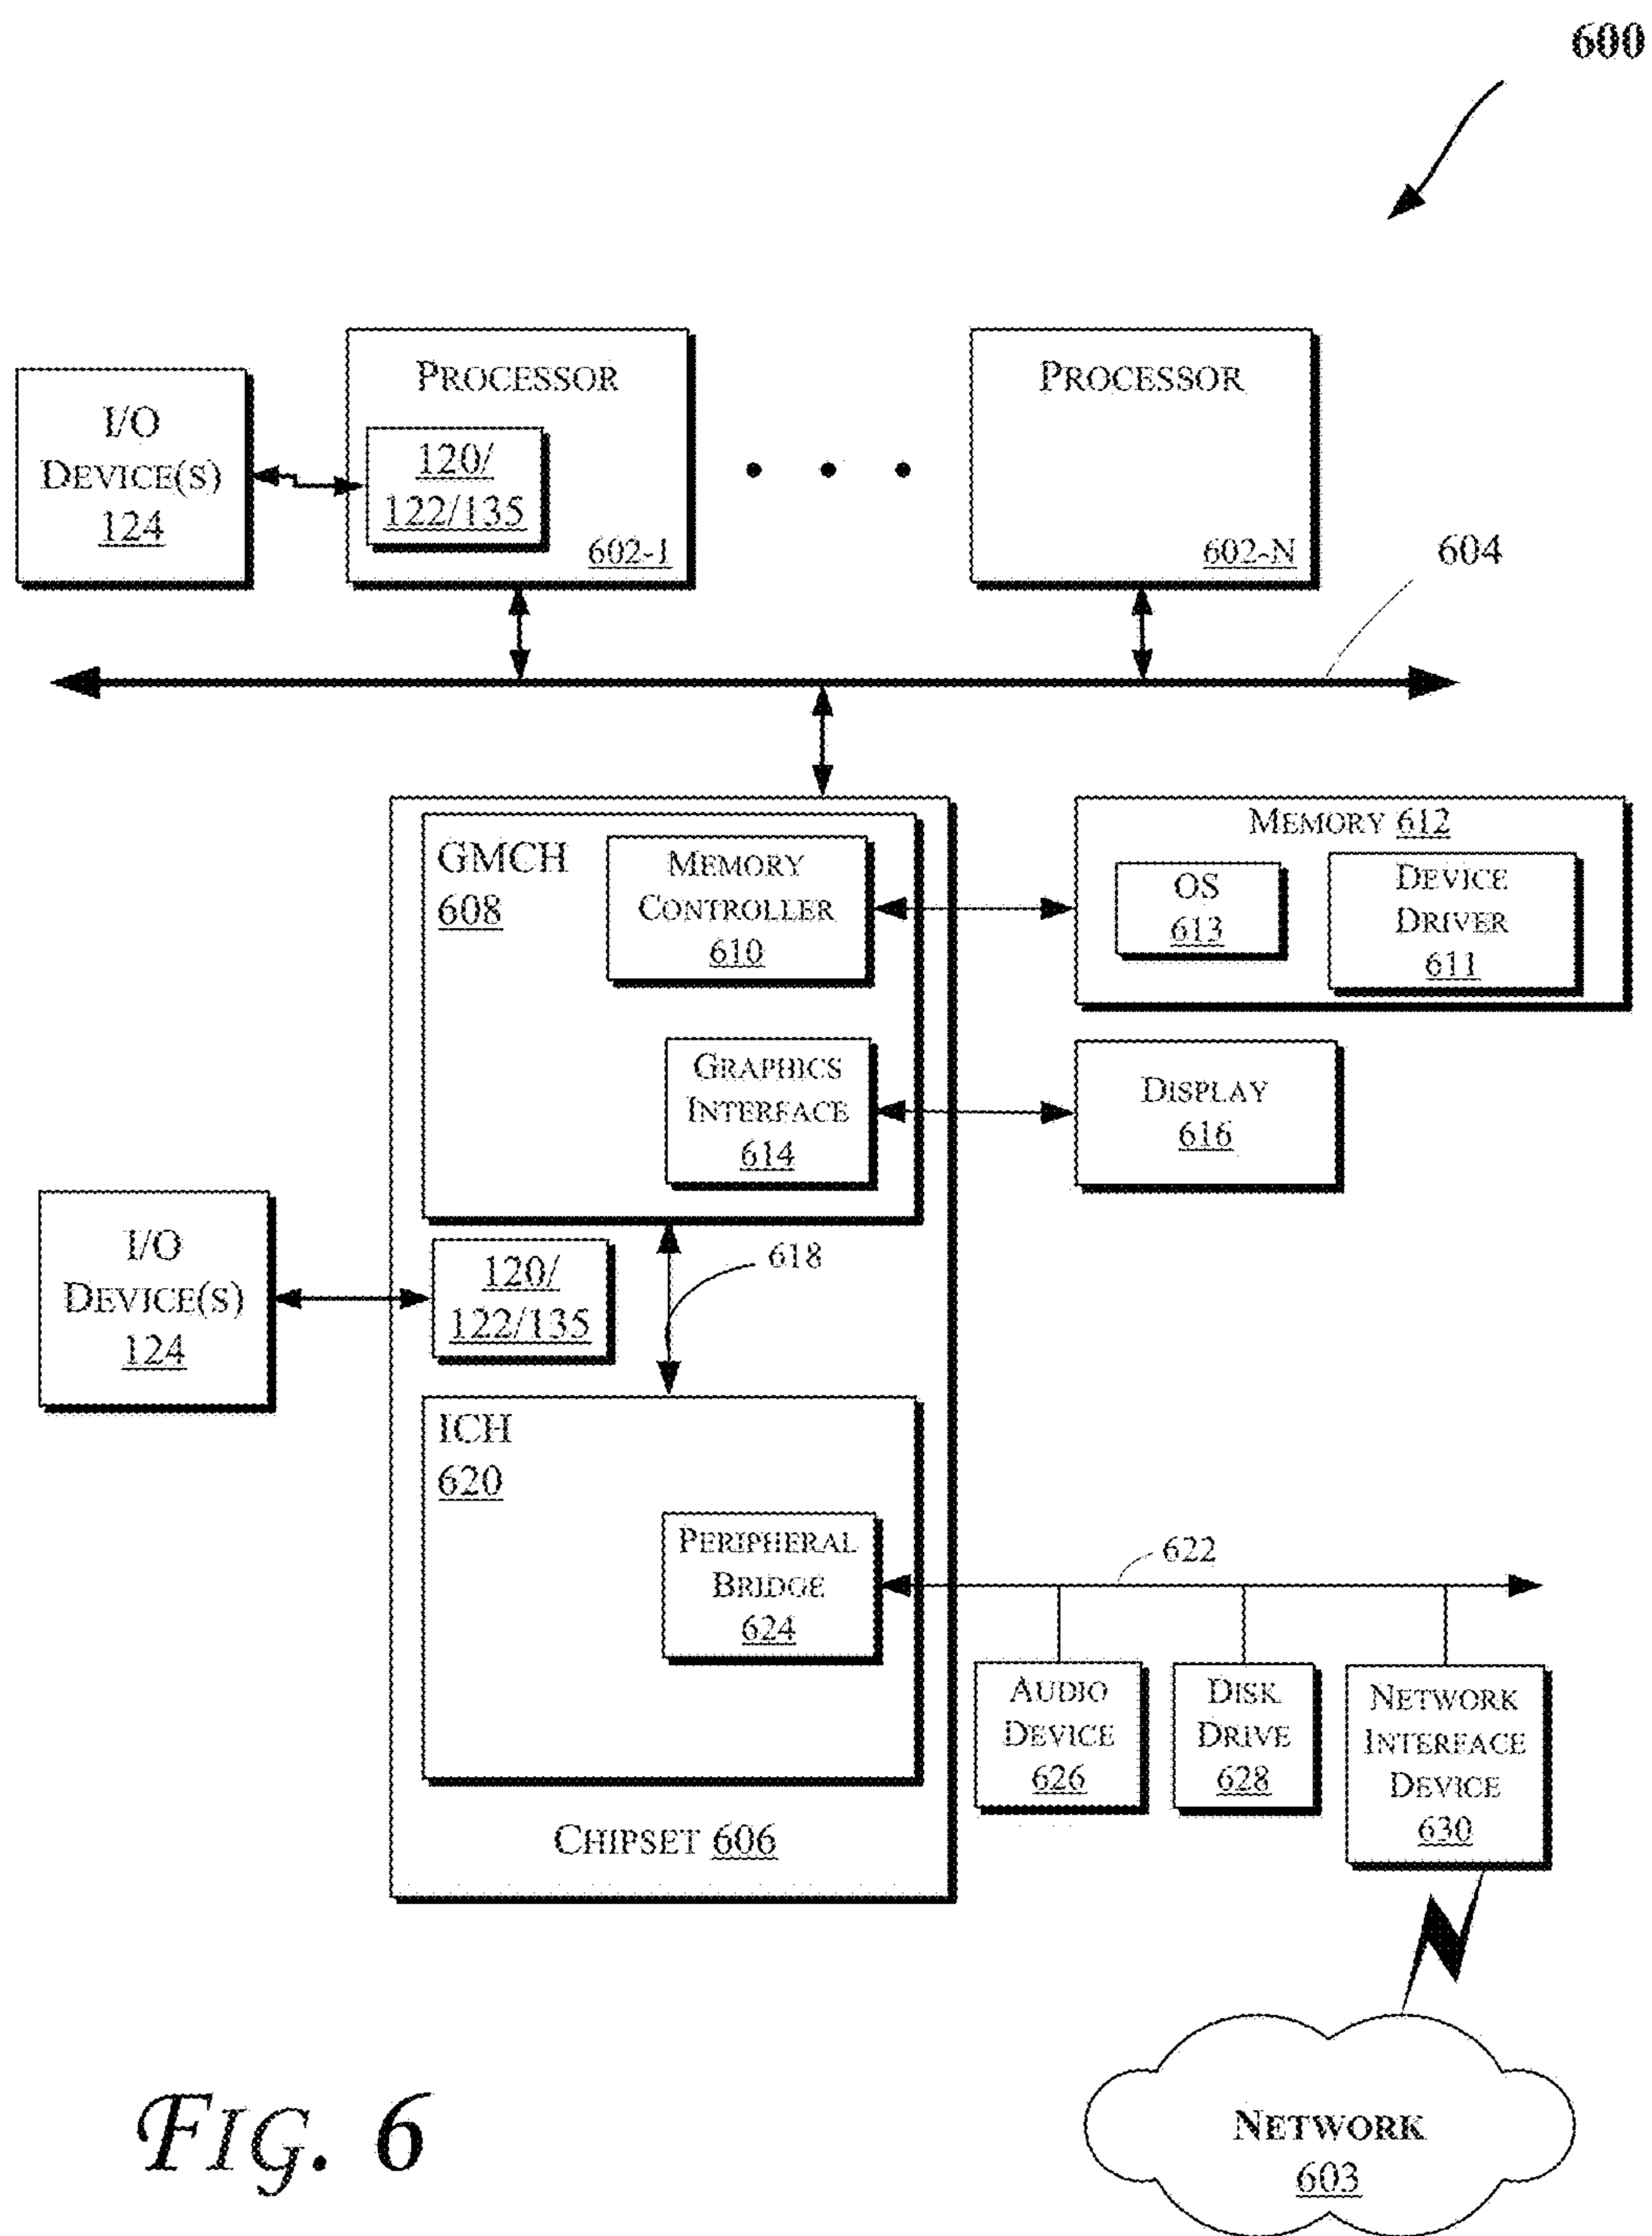 600
I/O
DEVICE(S)
124
PROCESSOR
120/
122/135
602-1
PROCESSOR
602-N
604
GMCH
608
MEMORY
CONTROLLER
610
MEMORY 612
OS
613
DEVICE
DRIVER
611
GRAPHICS
INTERFACE
614
DISPLAY
616
I/O
DEVICE(S)
124
120/
122/135
618
ICH
620
PERIPHERAL
BRIDGE
624
622
AUDIO
DEVICE
626
DISK
DRIVE
628
NETWORK
INTERFACE
DEVICE
630
CHIPSET 606
NETWORK
603
FIG. 6